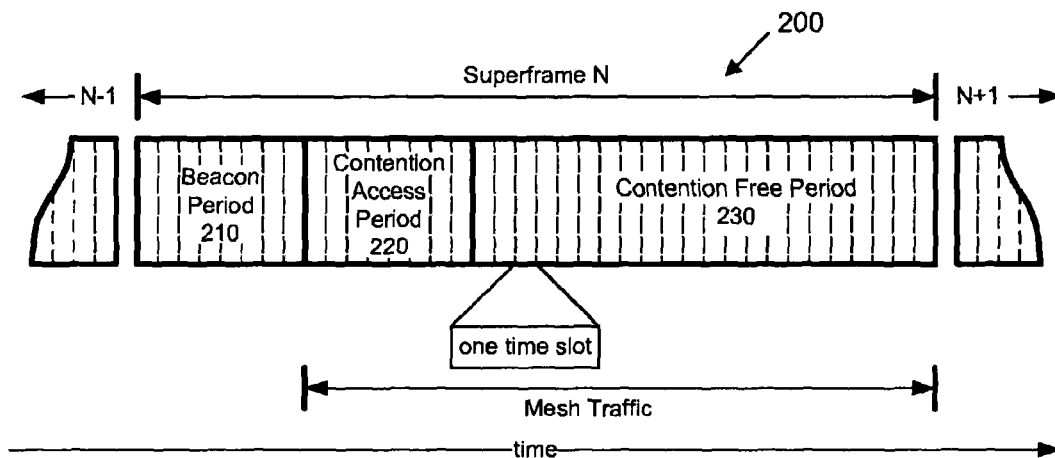 200
Superframe N
N-1
N+1
Beacon
Period
210
Contention
Access
Period
220
Contention Free Period
230
one time slot
Mesh Traffic
time